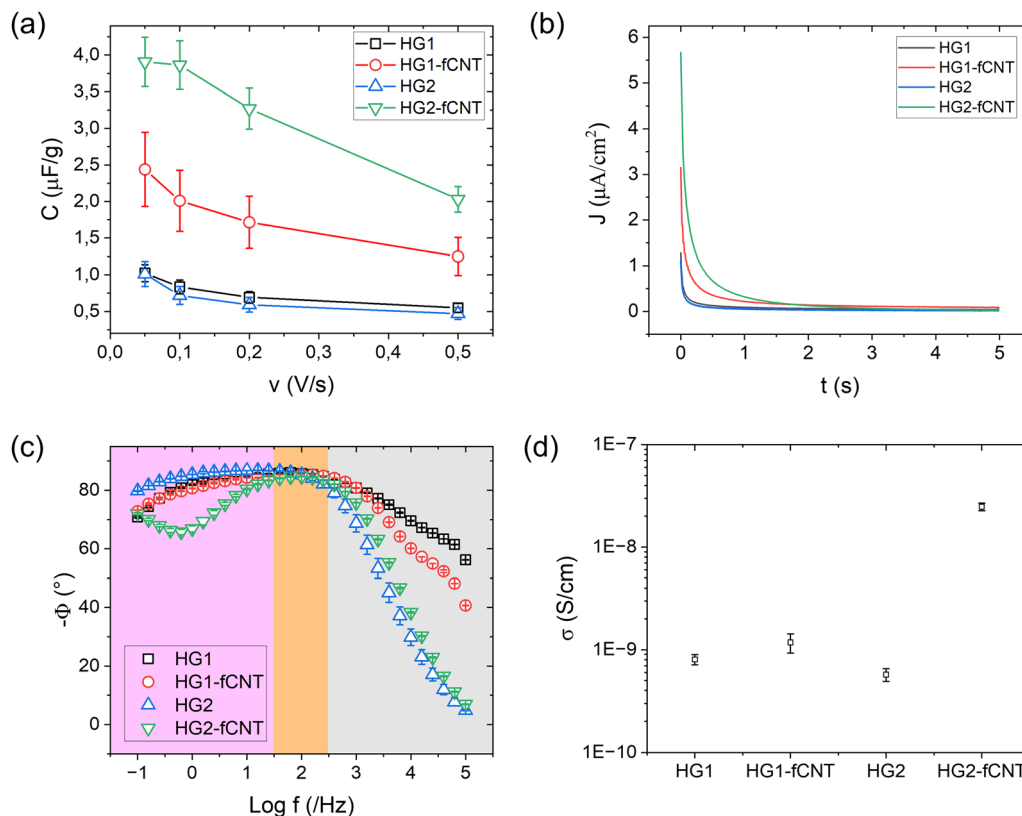 (a)
HG1
HG1-fCNT
HG2
HG2-fCNT
4,0
3,5
3,0
2,5
2,0
1,5
1,0
0,5
C (μF/g)
0,0 0,1 0,2 0,3 0,4 0,5
v (V/s)
(b)
HG1
HG1-fCNT
HG2
HG2-fCNT
6
5
4
3
2
1
0
J (μA/cm²)
0 1 2 3 4 5
t (s)
(c)
80
60
40
20
0
-Φ (°)
HG1
HG1-fCNT
HG2
HG2-fCNT
−1 0 1 2 3 4 5
Log f (/Hz)
(d)
1E−7
1E−8
1E−9
1E−10
σ (S/cm)
HG1 HG1-fCNT HG2 HG2-fCNT